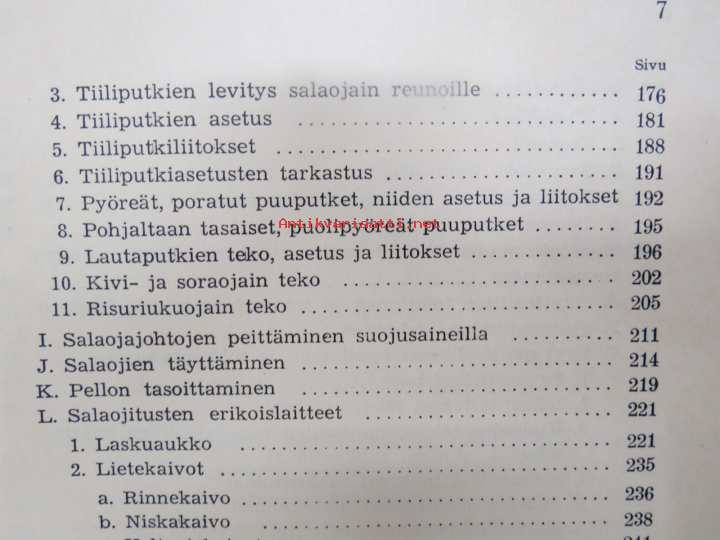 7
Sivu
3. Tiiliputkien levitys salaojain reunoille ............ 176
4. Tiiliputkien asetus ............ 181
5. Tiiliputkiliitokset ............ 188
6. Tiiliputkiasetusten tarkastus ............ 191
7. Pyöreät, poratut puuputket, niiden asetus ja liitokset 192
8. Pohjaltaan tasaiset, puolipyöreät puuputket ........ 195
Antikvariaatti.net
9. Lautaputkien teko, asetus ja liitokset ............ 196
10. Kivi- ja soraojain teko ............ 202
11. Risuriukuojain teko ............ 205
I. Salaojajohtojen peittäminen suojusaineilla .......... 211
J. Salaojien täyttäminen ............ 214
K. Pellon tasoittaminen ............ 219
L. Salaojitusten erikoislaitteet ............ 221
1. Laskuaukko ............ 221
2. Lietekaivot ............ 235
a. Rinnekaivo ............ 236
b. Niskakaivo ............ 238